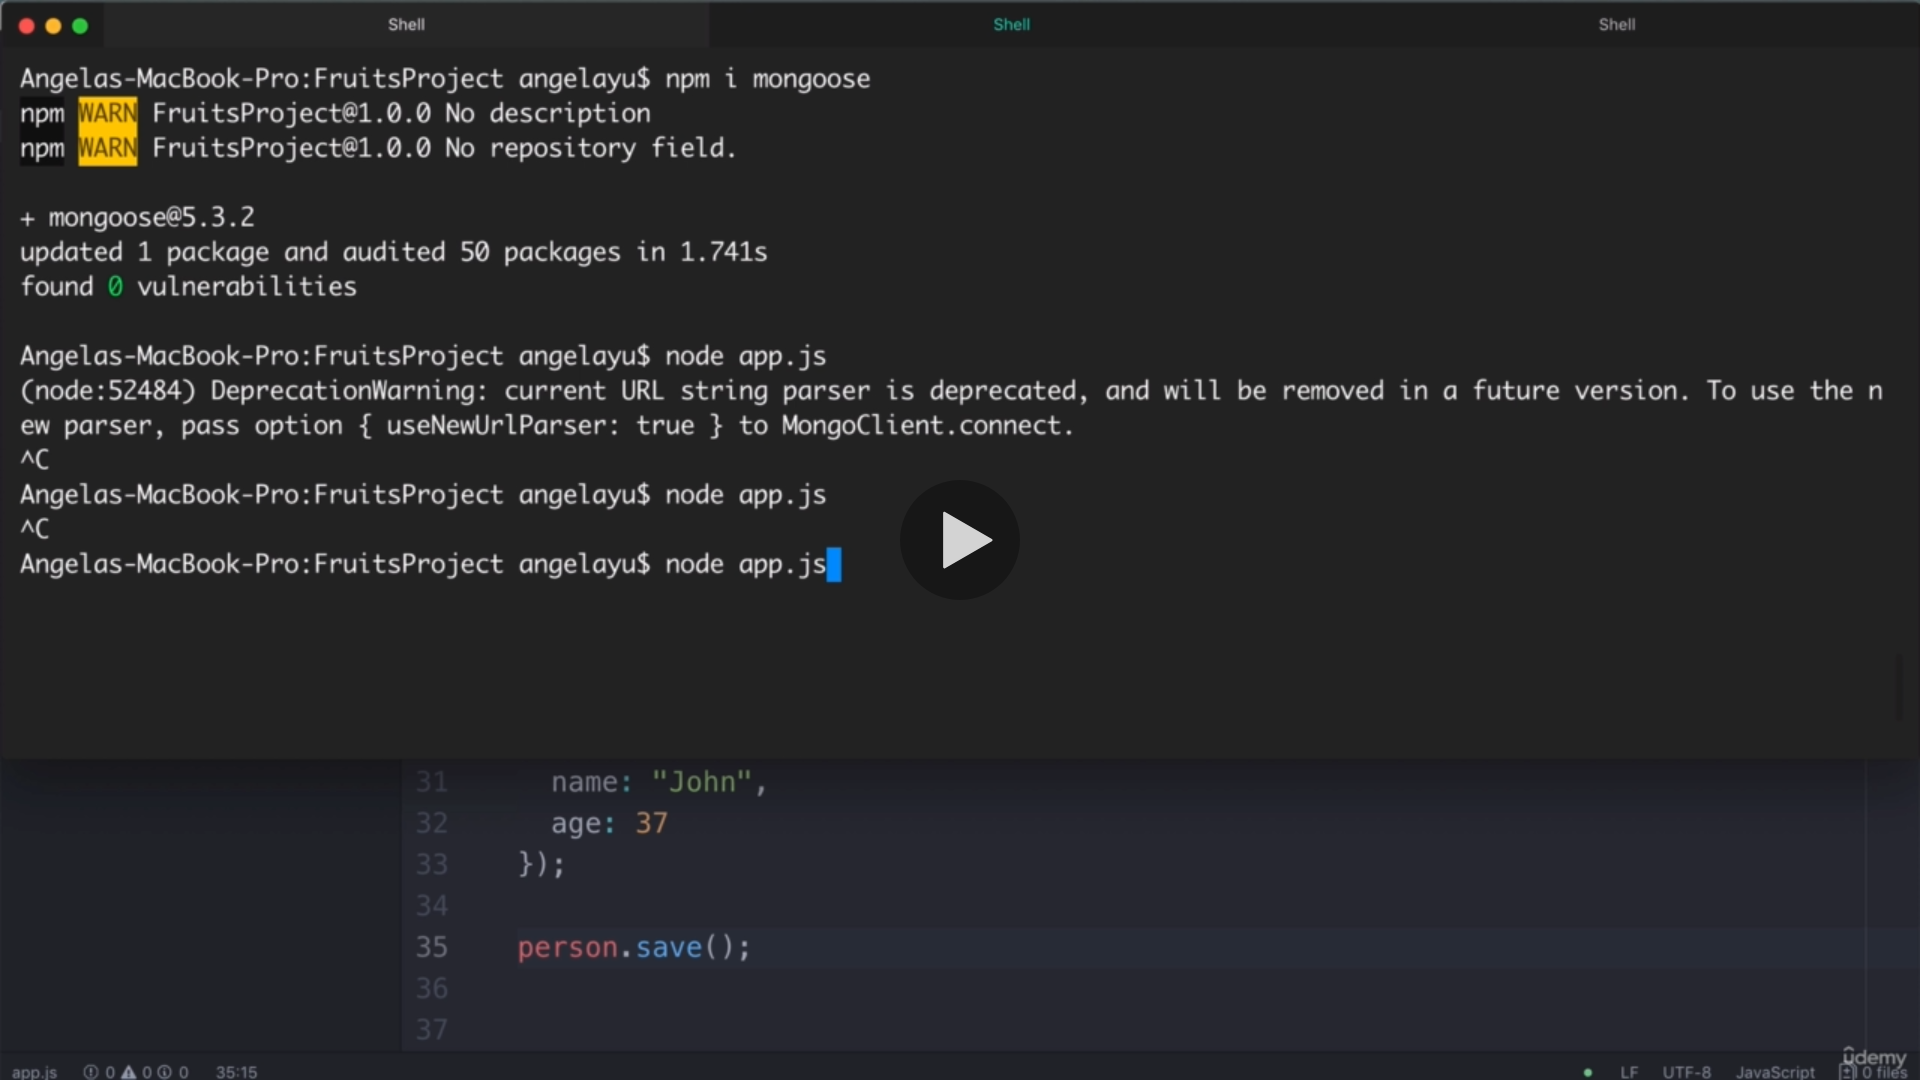 Shell Shell Shell
Angelas-MacBook-Pro:FruitsProject angelayu$ npm i mongoose
npm WARN FruitsProject@1.0.0 No description
npm WARN FruitsProject@1.0.0 No repository field.
+ mongoose@5.3.2
updated 1 package and audited 50 packages in 1.741s
found 0 vulnerabilities
Angelas-MacBook-Pro:FruitsProject angelayu$ node app.js
(node:52484) DeprecationWarning: current URL string parser is deprecated, and will be removed in a future version. To use the n
ew parser, pass option { useNewUrlParser: true } to MongoClient.connect.
^C
Angelas-MacBook-Pro:FruitsProject angelayu$ node app.js
^C
Angelas-MacBook-Pro:FruitsProject angelayu$ node app.js
31 name: "John",
32 age: 37
33 });
34
35 person.save();
36
37
ûdemy
app.js 0 0 0 35:15 LF UTF-8 JavaScript 0 files